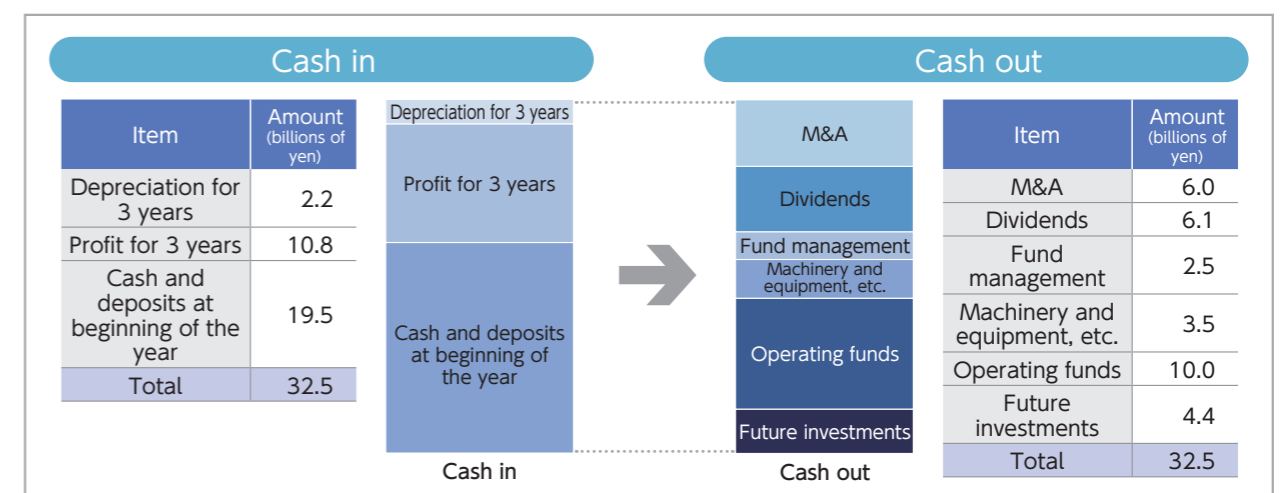 Cash in
Item
Amount
(billions of
yen)
Depreciation for
3 years
2.2
Profit for 3 years
10.8
Cash and
deposits at
beginning of the
year
19.5
Total
32.5
Depreciation for 3 years
Profit for 3 years
Cash and deposits
at beginning of
the year
Cash in
Cash out
M&A
Dividends
Fund management
Machinery and
equipment, etc.
Operating funds
Future investments
Cash out
Item
Amount
(billions of
yen)
M&A
6.0
Dividends
6.1
Fund
management
2.5
Machinery and
equipment, etc.
3.5
Operating funds
10.0
Future
investments
4.4
Total
32.5